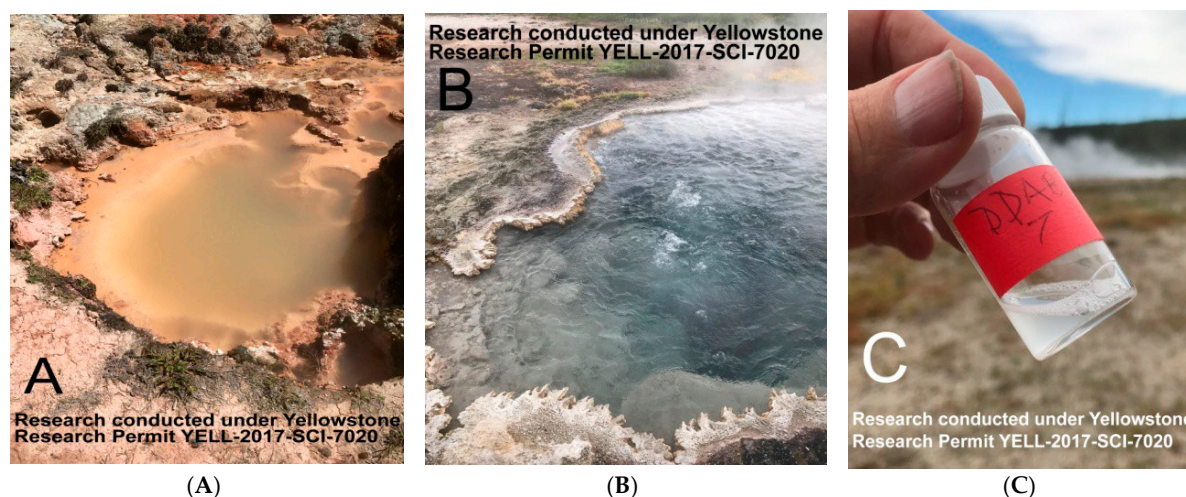 Research conducted under Yellowstone
Research Permit YELL-2017-SCI-7020
B
A
Research conducted under Yellowstone
Research Permit YELL-2017-SCI-7020
C
Research conducted under Yellowstone
Research Permit YELL-2017-SCI-7020
(A)
(B)
(C)